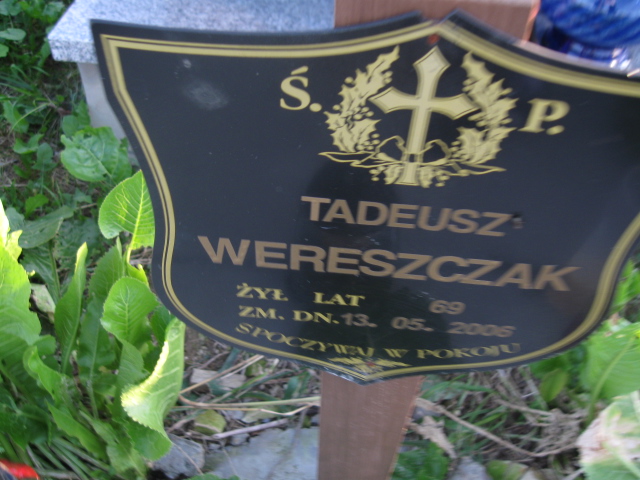 Ś. P.
TADEUSZ
WERESZCZAK
ŻYŁ LAT 69
ZM. DN. 13. 05. 2006
SPOCZYWAJ W POKOJU